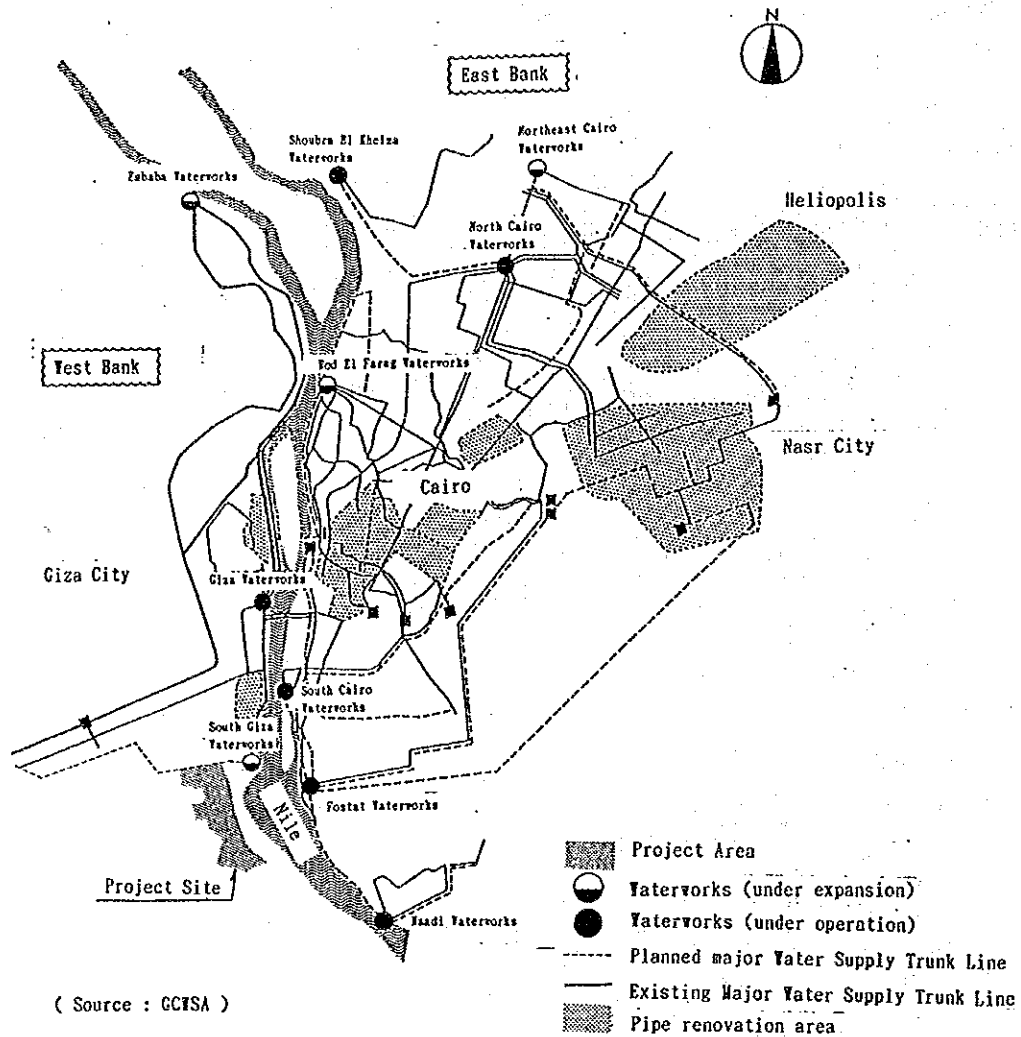 N
East Bank
Shoubra El Kheiza
Waterworks
Northeast Cairo
Waterworks
Embaba Waterworks
Heliopolis
North Cairo
Waterworks
West Bank
Rod El Farag Waterworks
Nasr City
Cairo
Giza City
Giza Waterworks
South Cairo
Waterworks
South Giza
Waterworks
Fostat Waterworks
Nile
Project Site
Maadi Waterworks
Project Area
Waterworks (under expansion)
Waterworks (under operation)
Planned major Water Supply Trunk Line
Existing Major Water Supply Trunk Line
Pipe renovation area
( Source : GCWSA )